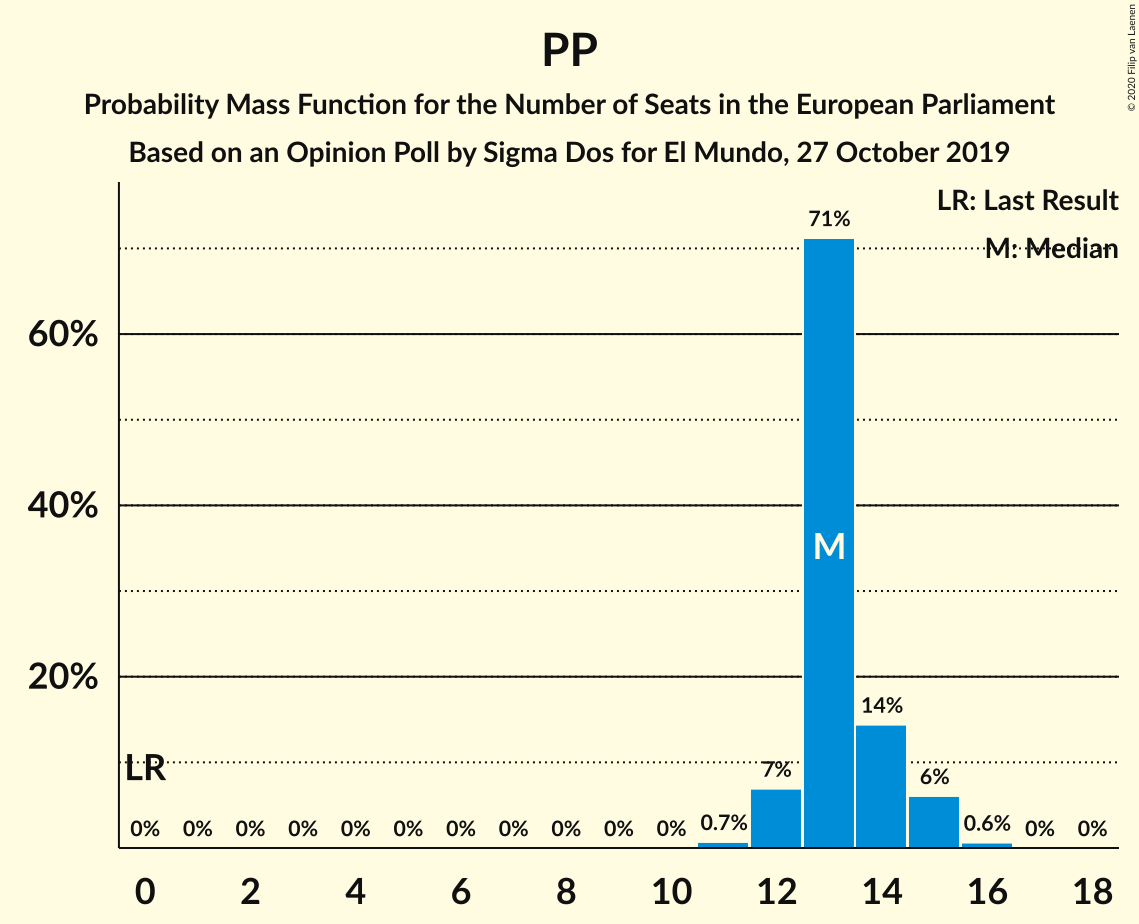 PP
Probability Mass Function for the Number of Seats in the European Parliament
Based on an Opinion Poll by Sigma Dos for El Mundo, 27 October 2019
© 2020 Filip van Laenen
LR: Last Result
M: Median
71%
60%
40%
M
20%
14%
LR
7%
6%
0% 0% 0% 0% 0% 0% 0% 0% 0% 0% 0% 0.7% 0.6% 0% 0%
0 2 4 6 8 10 12 14 16 18